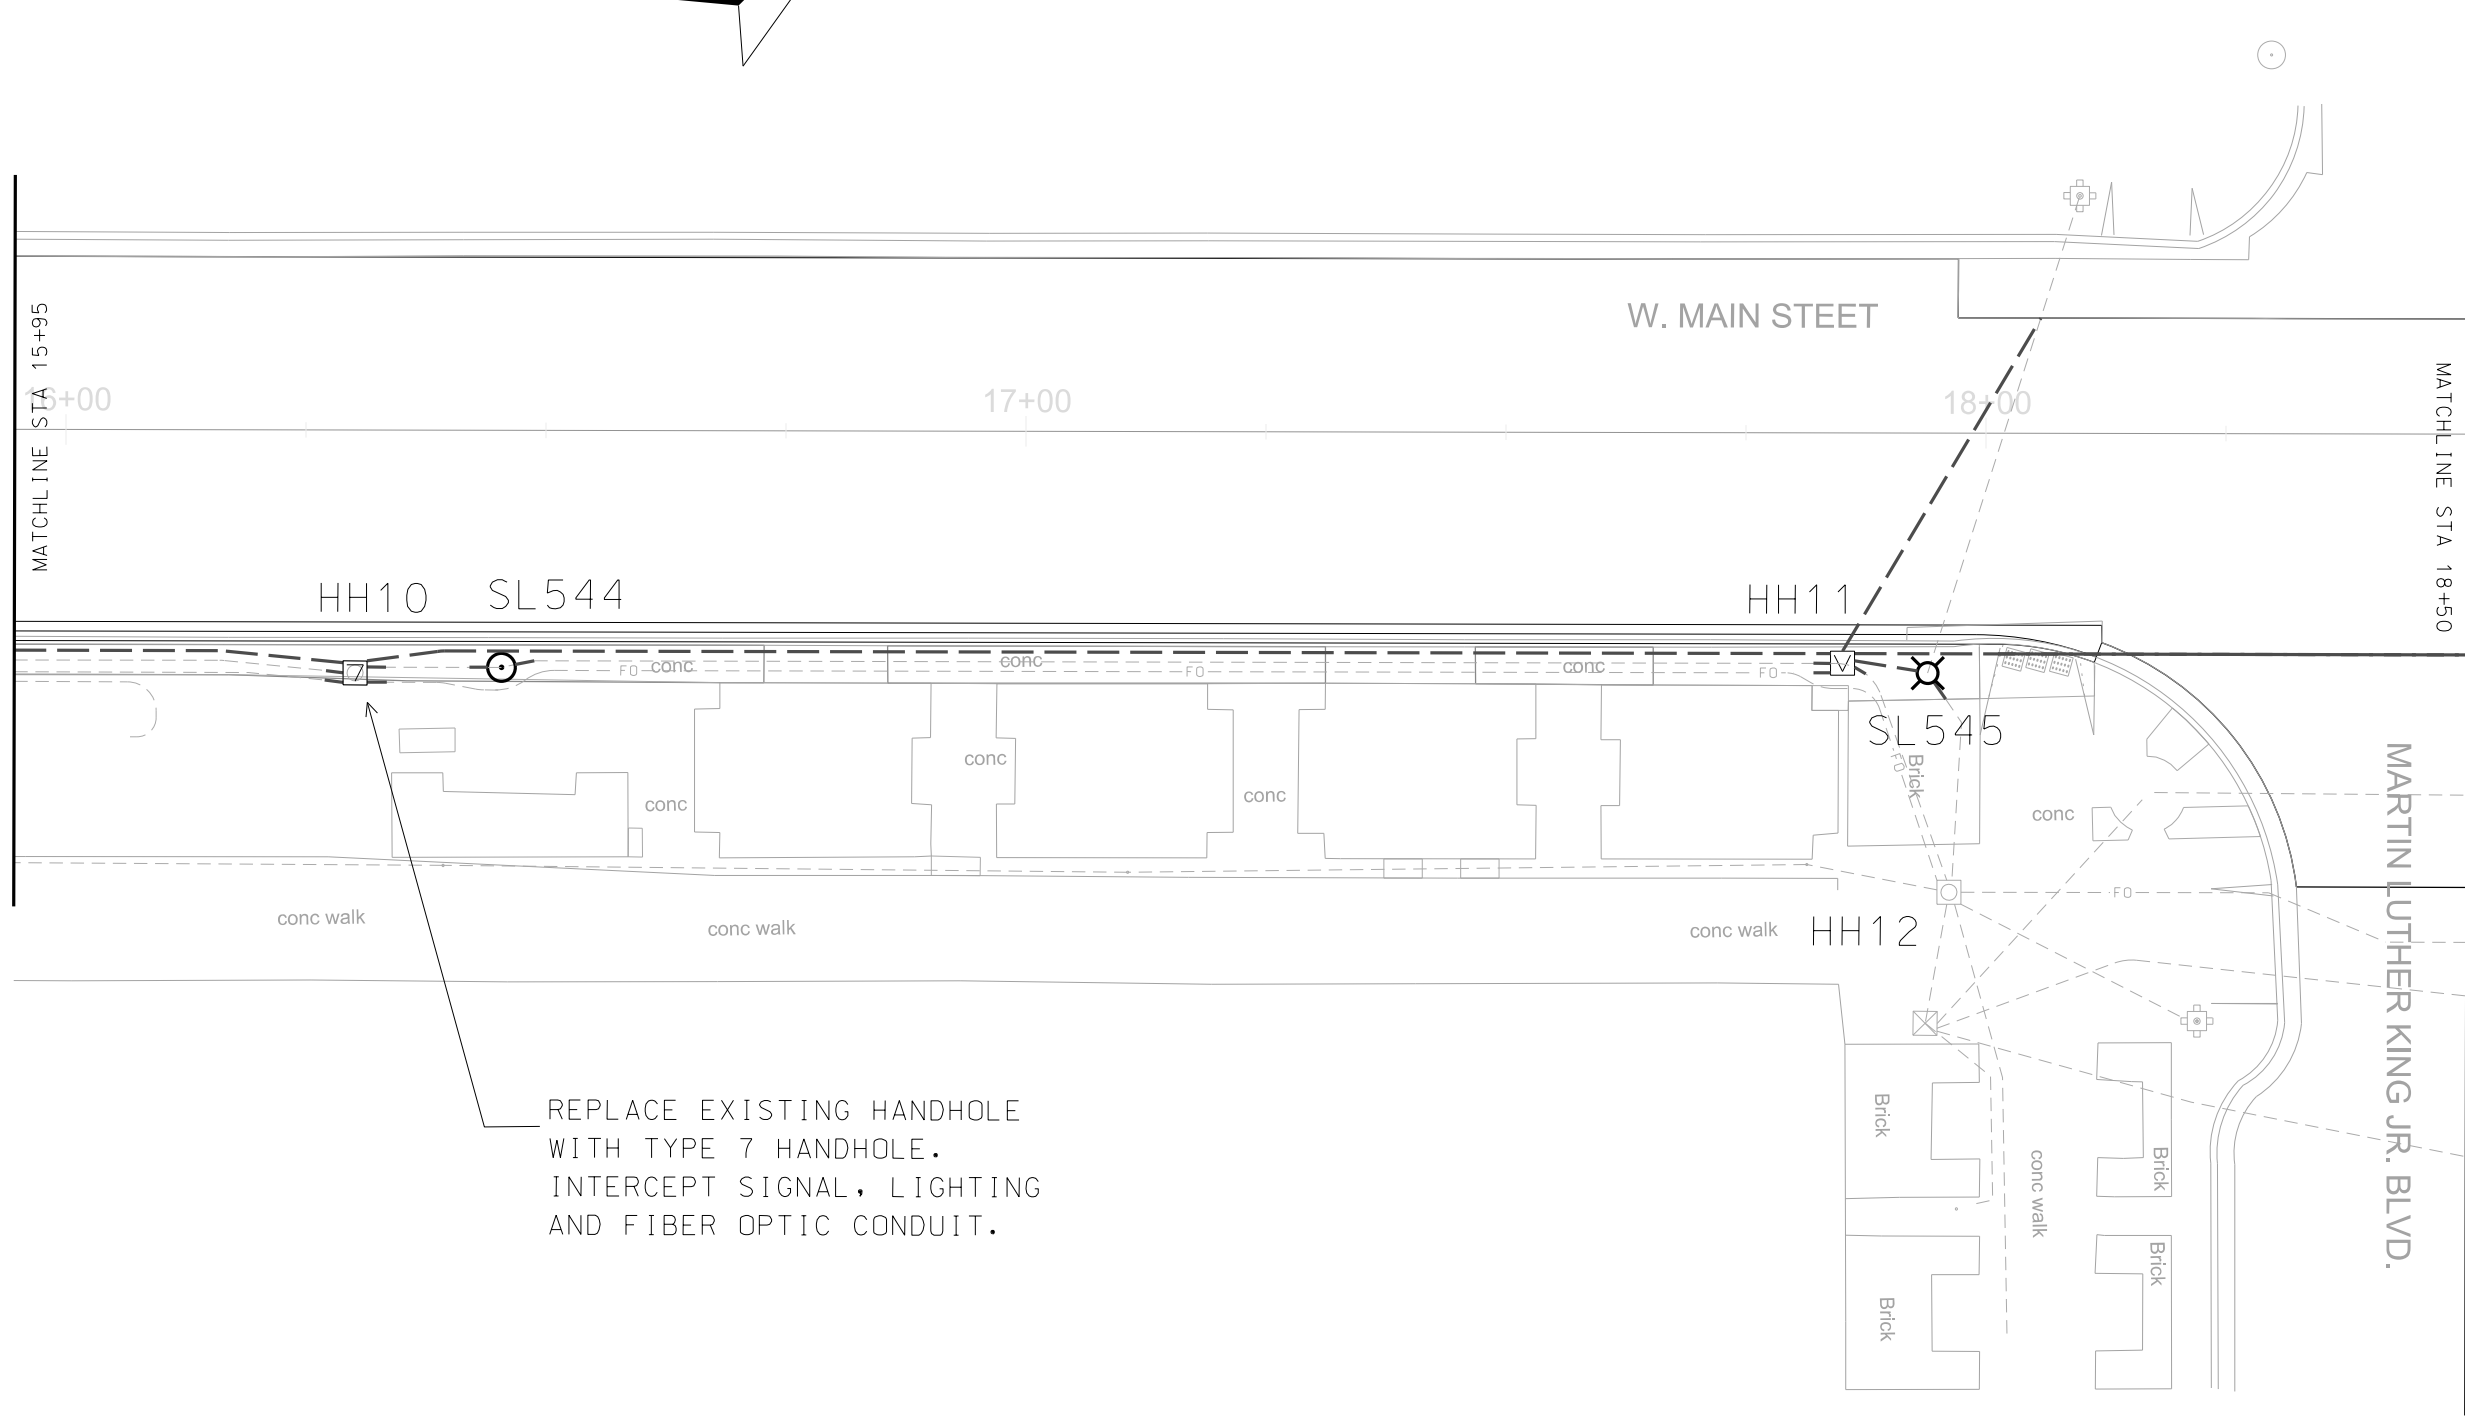 W. MAIN STEET
MATCHLINE STA 15+95
16+00
17+00
18+00
MATCHLINE STA 18+50
HH10
SL544
HH11
7
V
FO
conc
conc
FO
conc
FO
SL545
FO
Brick
conc
conc
conc
conc
MARTIN LUTHER KING JR. BLVD.
FO
conc walk
conc walk
conc walk
HH12
REPLACE EXISTING HANDHOLE
WITH TYPE 7 HANDHOLE.
INTERCEPT SIGNAL, LIGHTING
AND FIBER OPTIC CONDUIT.
Brick
conc walk
Brick
Brick
Brick